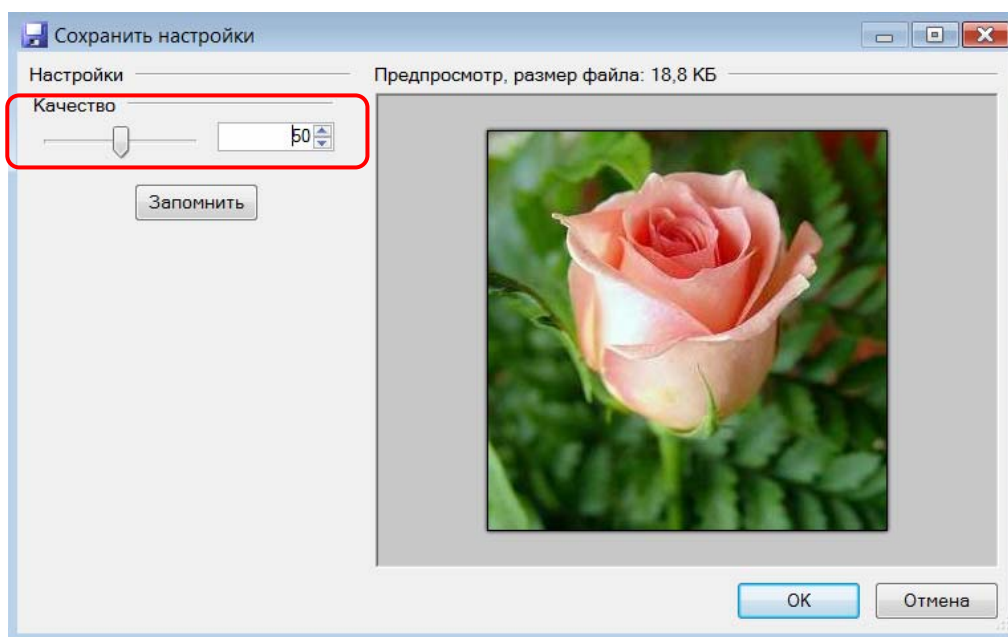 Сохранить настройки
Настройки
Предпросмотр, размер файла: 18,8 КБ
Качество
50
Запомнить
OK
Отмена